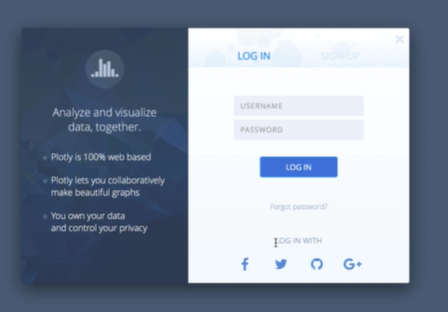 Analyze and visualize
data, together.
Plotly is 100% web based
Plotly lets you collaboratively
make beautiful graphs
You own your data
and control your privacy
LOG IN
SIGN UP
USERNAME
PASSWORD
LOG IN
Forgot password?
LOG IN WITH
G+